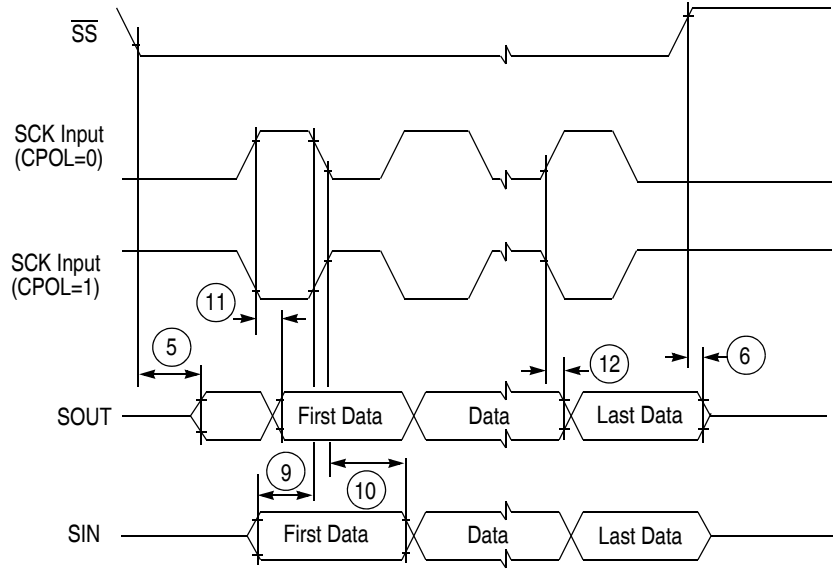 S̅S̅
SCK Input
(CPOL=0)
SCK Input
(CPOL=1)
11
5
12
6
SOUT
First Data
Data
Last Data
9
10
SIN
First Data
Data
Last Data